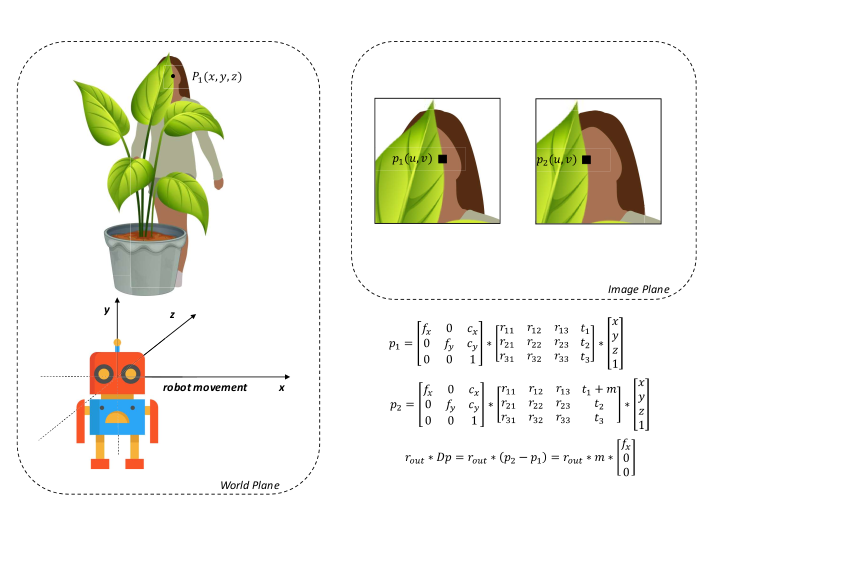 P₁(x, y, z)
y
z
robot movement
x
World Plane
p₁(u, v)
p₂(u, v)
Image Plane
p₁ = [f_x 0 c_x; 0 f_y c_y; 0 0 1] * [r₁₁ r₁₂ r₁₃ t₁; r₂₁ r₂₂ r₂₃ t₂; r₃₁ r₃₂ r₃₃ t₃] * [x; y; z; 1]
p₂ = [f_x 0 c_x; 0 f_y c_y; 0 0 1] * [r₁₁ r₁₂ r₁₃ t₁ + m; r₂₁ r₂₂ r₂₃ t₂; r₃₁ r₃₂ r₃₃ t₃] * [x; y; z; 1]
r_out * Dp = r_out * (p₂ − p₁) = r_out * m * [f_x; 0; 0]